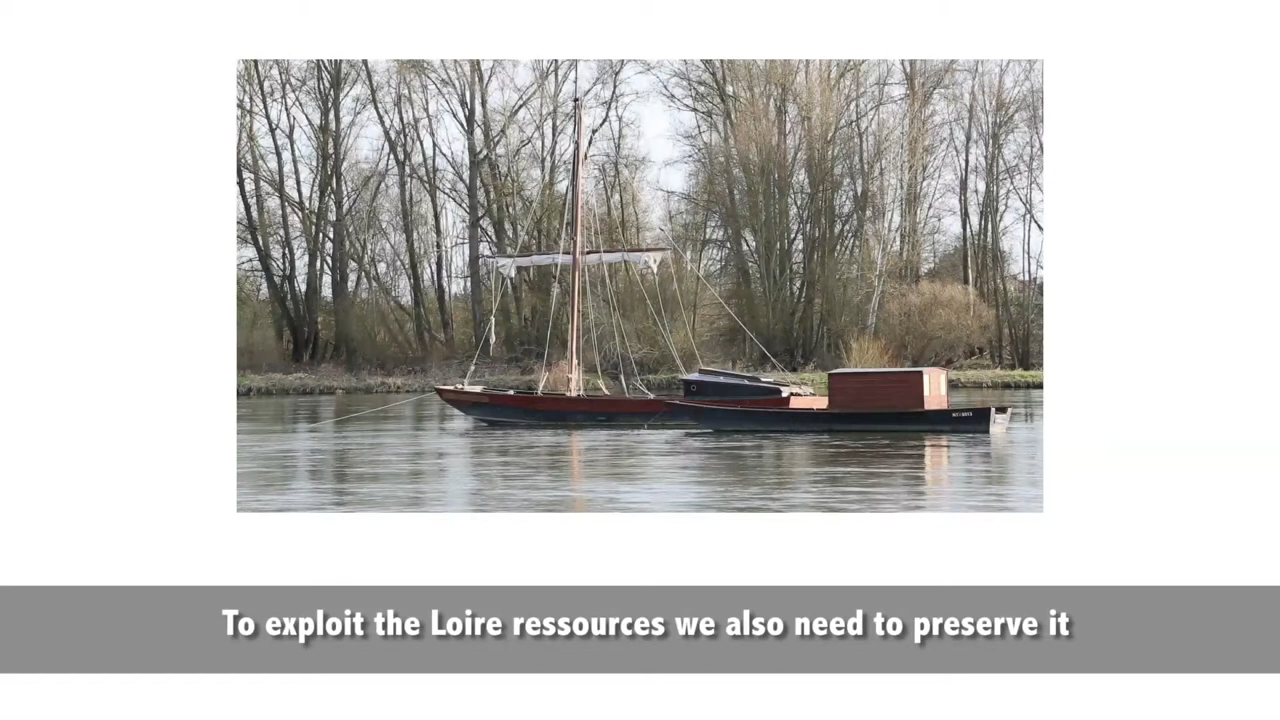 To exploit the Loire ressources we also need to preserve it